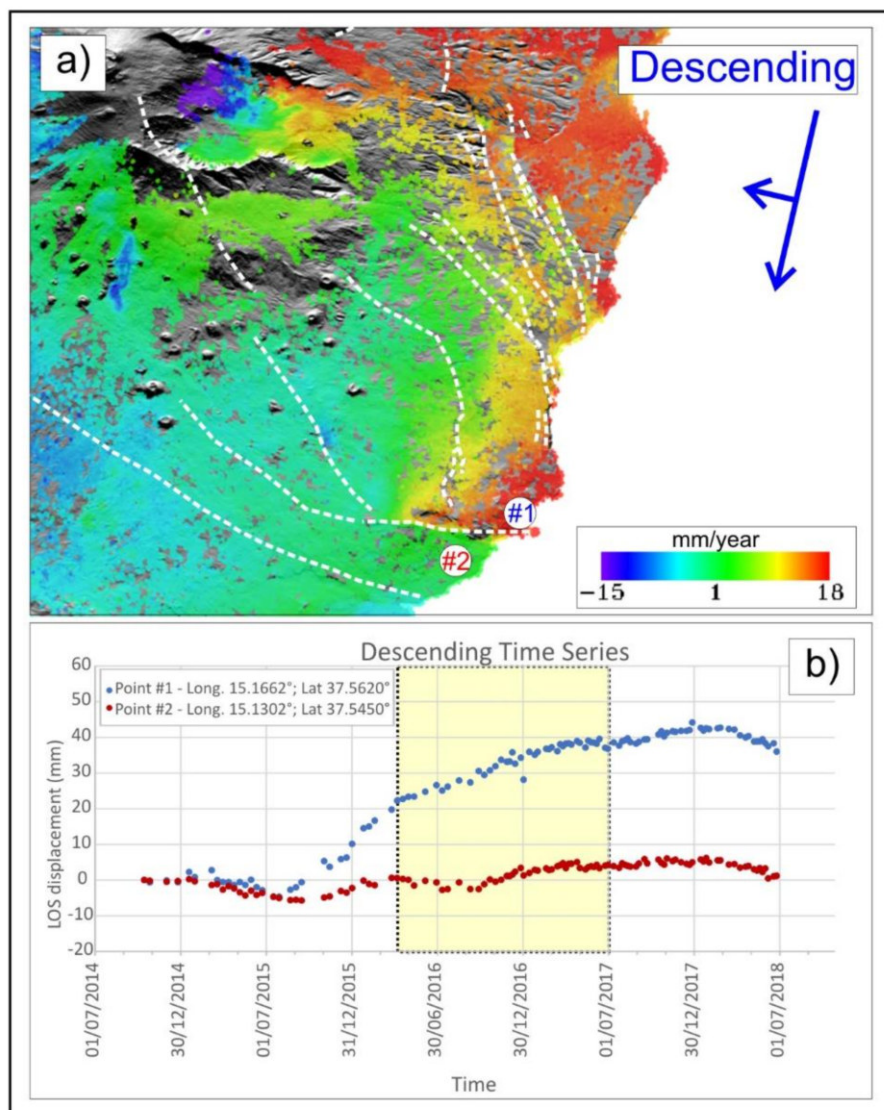 a)
Descending
#1
#2
mm/year
−15 1 18
b)
Descending Time Series
Point #1 - Long. 15.1662°; Lat 37.5620°
Point #2 - Long. 15.1302°; Lat 37.5450°
LOS displacement (mm)
60
50
40
30
20
10
0
-10
-20
01/07/2014
30/12/2014
01/07/2015
31/12/2015
30/06/2016
30/12/2016
01/07/2017
30/12/2017
01/07/2018
Time